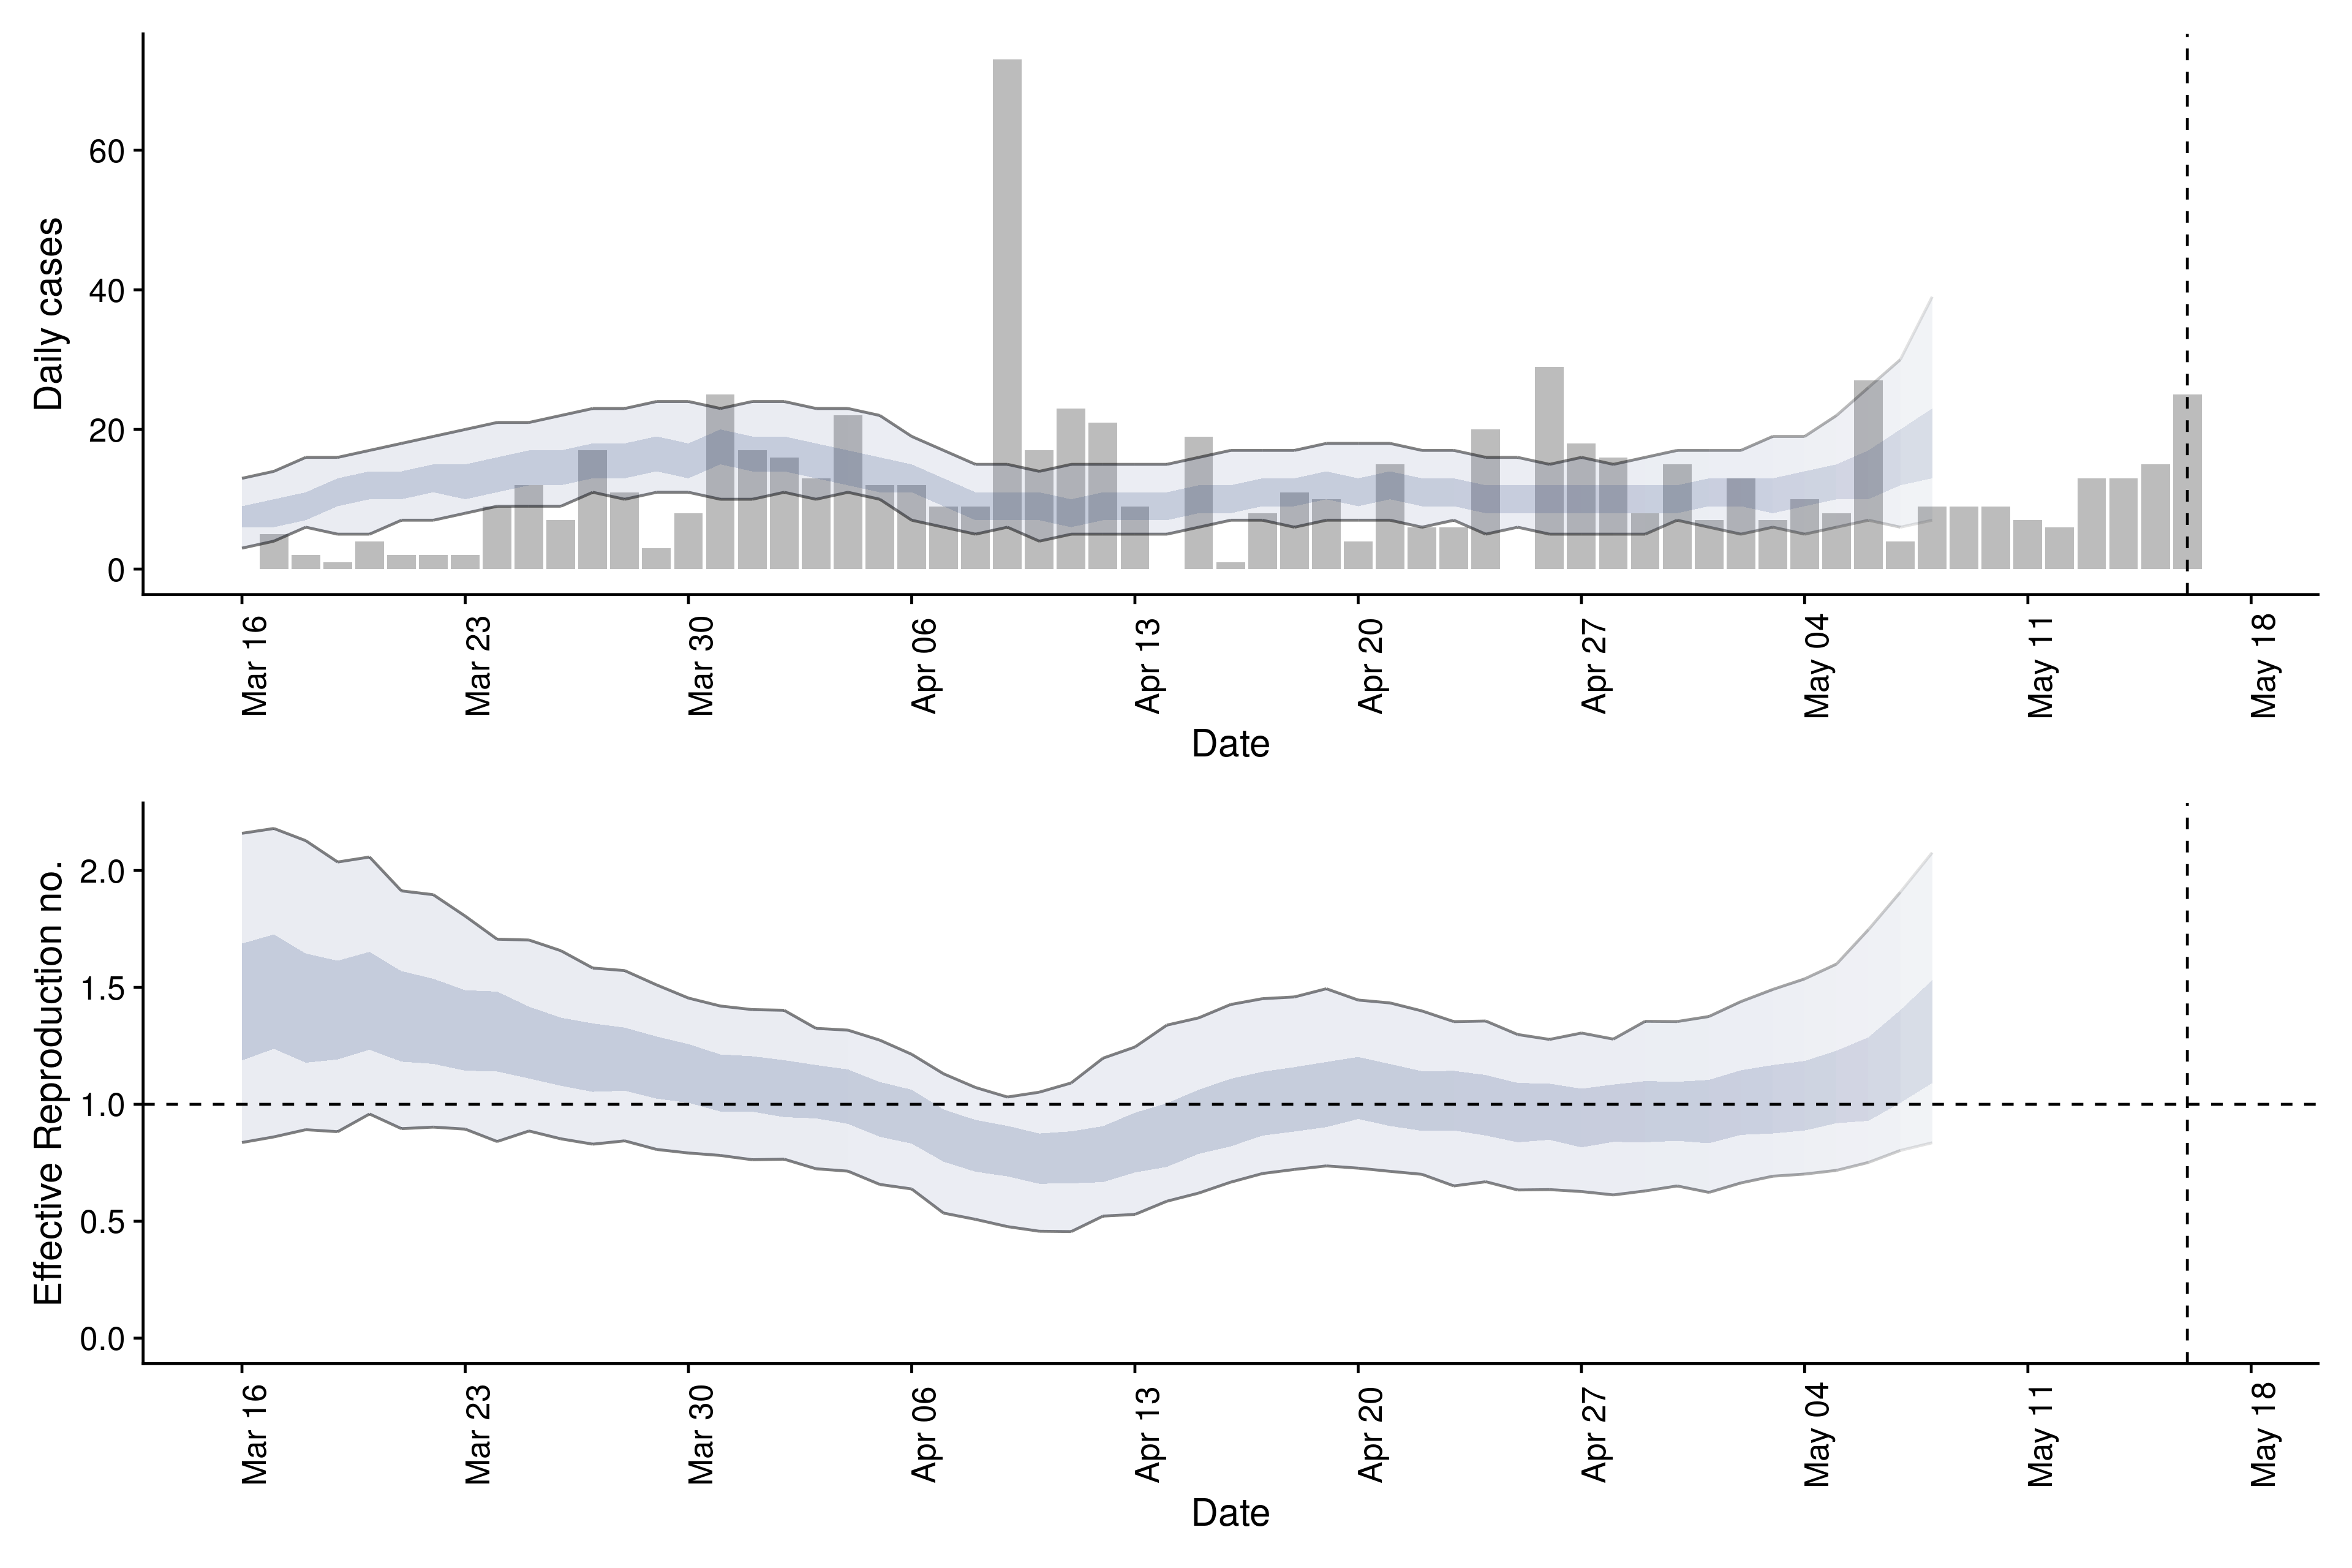 Daily cases
60
40
20
0
Mar 16
Mar 23
Mar 30
Apr 06
Apr 13
Apr 20
Apr 27
May 04
May 11
May 18
Date
Effective Reproduction no.
2.0
1.5
1.0
0.5
0.0
Mar 16
Mar 23
Mar 30
Apr 06
Apr 13
Apr 20
Apr 27
May 04
May 11
May 18
Date